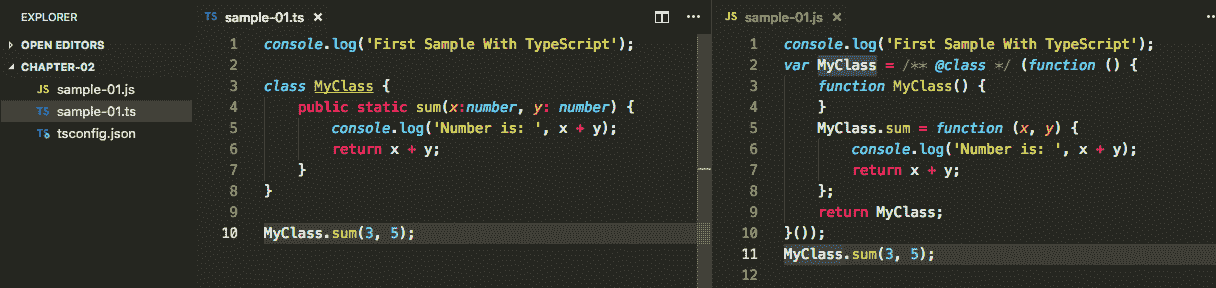 EXPLORER
OPEN EDITORS
CHAPTER-02
JS sample-01.js
TS sample-01.ts
TS tsconfig.json
TS sample-01.ts ×
1 console.log('First Sample With TypeScript');
2
3 class MyClass {
4 public static sum(x:number, y: number) {
5 console.log('Number is: ', x + y);
6 return x + y;
7 }
8 }
9
10 MyClass.sum(3, 5);
JS sample-01.js ×
1 console.log('First Sample With TypeScript');
2 var MyClass = /** @class */ (function () {
3 function MyClass() {
4 }
5 MyClass.sum = function (x, y) {
6 console.log('Number is: ', x + y);
7 return x + y;
8 };
9 return MyClass;
10 }());
11 MyClass.sum(3, 5);
12